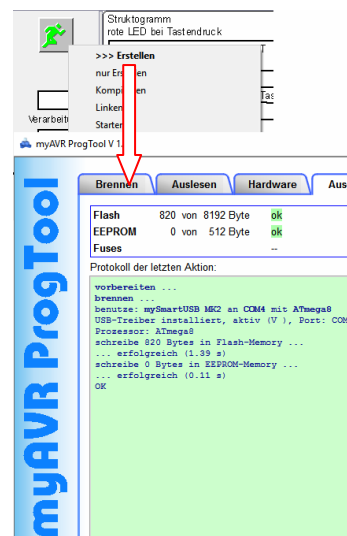 Struktogramm
rote LED bei Tastendruck
>>> Erstellen
nur Erstellen
Linken
Starten
Verarbeit
myAVR ProgTool V 1.
Brennen Auslesen Hardware Aus
myAVR ProgTool
Flash 820 von 8192 Byte ok
EEPROM 0 von 512 Byte ok
Fuses --
Protokoll der letzten Aktion:
vorbereiten ...
brennen ...
benutze: mySmartUSB MK2 an COM4 mit ATmega8
USB-Treiber installiert, aktiv (V ), Port: COM
Prozessor: ATmega8
schreibe 820 Bytes in Flash-Memory ...
... erfolgreich (1.39 s)
schreibe 0 Bytes in EEPROM-Memory ...
... erfolgreich (0.11 s)
OK